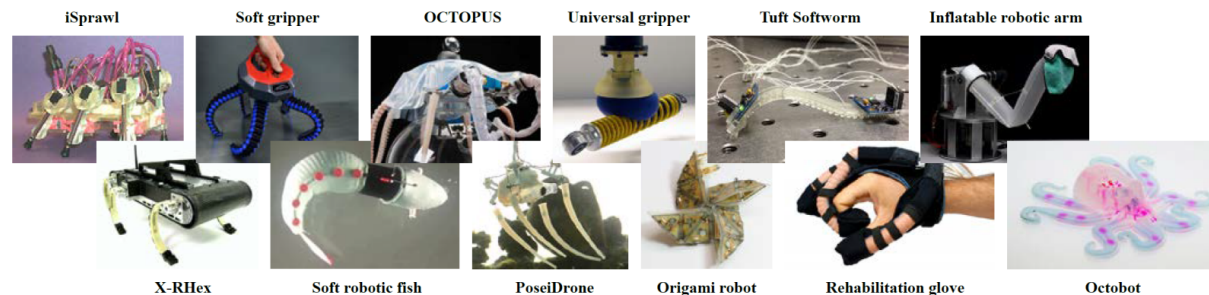 iSprawl
Soft gripper
OCTOPUS
Universal gripper
Tuft Softworm
Inflatable robotic arm
X-RHex
Soft robotic fish
PoseiDrone
Origami robot
Rehabilitation glove
Octobot